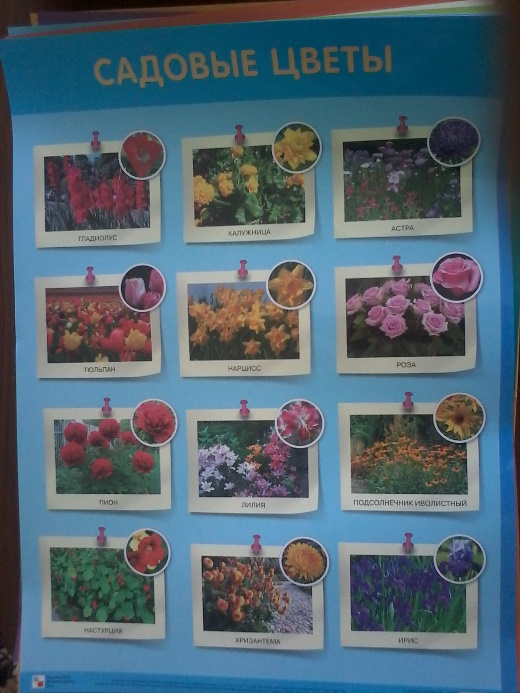 САДОВЫЕ ЦВЕТЫ
ГЛАДИОЛУС
КАЛУЖНИЦА
АСТРА
ТЮЛЬПАН
НАРЦИСС
РОЗА
ПИОН
ЛИЛИЯ
ПОДСОЛНЕЧНИК ИВОЛИСТНЫЙ
НАСТУРЦИЯ
ХРИЗАНТЕМА
ИРИС